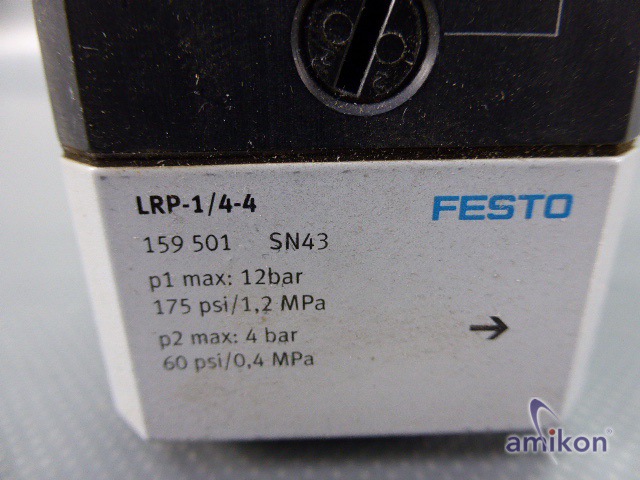 LRP-1/4-4
FESTO
159 501 SN43
p1 max: 12bar
175 psi/1,2 MPa
p2 max: 4 bar
60 psi/0,4 MPa
→
amikon